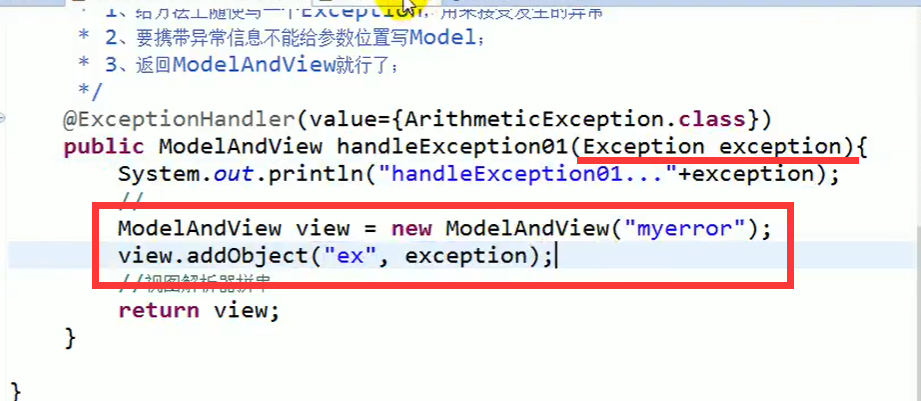 * 1、给方法上随便写一个Exception，用来接受发生的异常
* 2、要携带异常信息不能给参数位置写Model；
* 3、返回ModelAndView就行了；
*/
@ExceptionHandler(value={ArithmeticException.class})
public ModelAndView handleException01(Exception exception){
System.out.println("handleException01..."+exception);
//
ModelAndView view = new ModelAndView("myerror");
view.addObject("ex", exception);
//视图解析器拼串
return view;
}
}